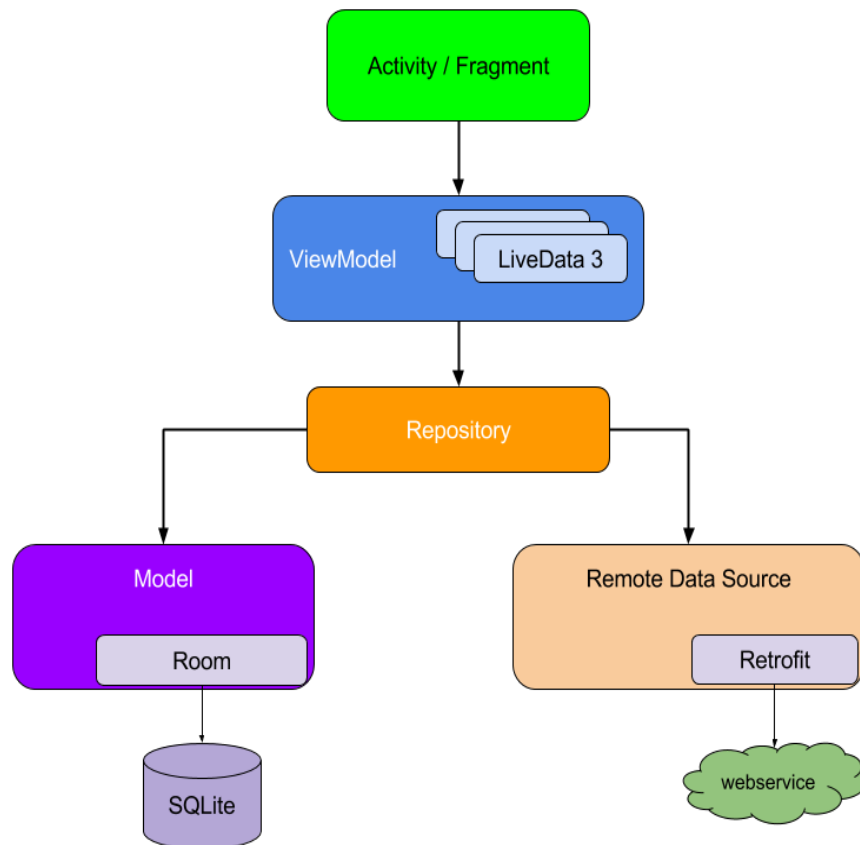 Activity / Fragment
ViewModel
LiveData 3
Repository
Model
Remote Data Source
Room
Retrofit
SQLite
webservice